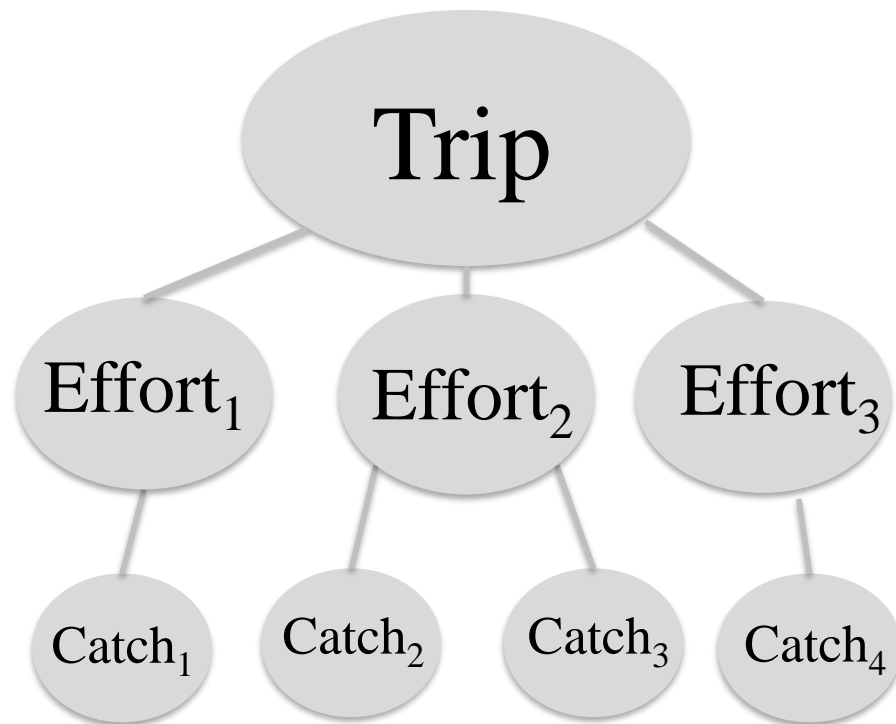 Trip
Effort₁ Effort₂ Effort₃
Catch₁ Catch₂ Catch₃ Catch₄